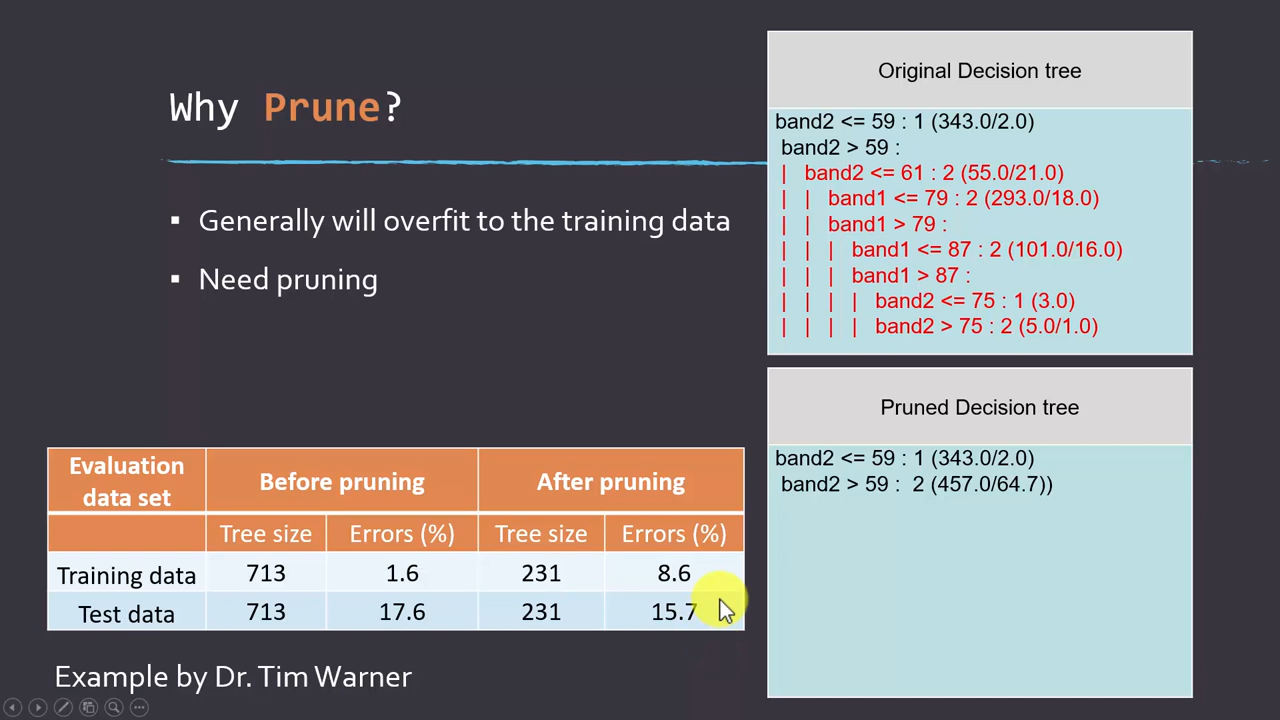 Why Prune?
▪ Generally will overfit to the training data
▪ Need pruning
Original Decision tree
band2 <= 59 : 1 (343.0/2.0)
band2 > 59 :
| band2 <= 61 : 2 (55.0/21.0)
| | band1 <= 79 : 2 (293.0/18.0)
| | band1 > 79 :
| | | band1 <= 87 : 2 (101.0/16.0)
| | | band1 > 87 :
| | | | band2 <= 75 : 1 (3.0)
| | | | band2 > 75 : 2 (5.0/1.0)
Pruned Decision tree
band2 <= 59 : 1 (343.0/2.0)
band2 > 59 : 2 (457.0/64.7))
Evaluation
data set
Before pruning
After pruning
Tree size Errors (%) Tree size Errors (%)
Training data 713 1.6 231 8.6
Test data 713 17.6 231 15.7
Example by Dr. Tim Warner